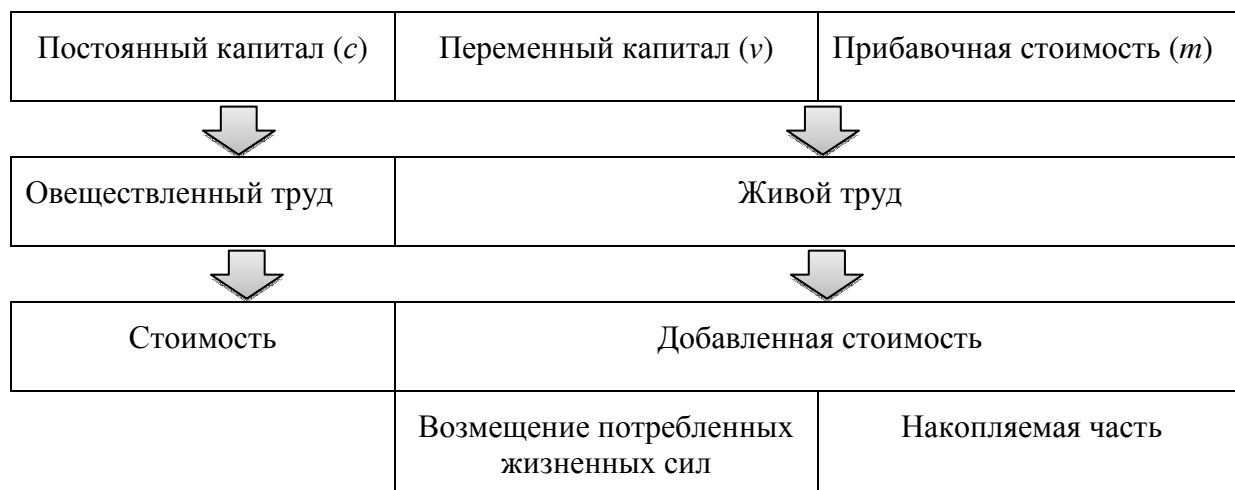 Постоянный капитал (c)
Переменный капитал (v)
Прибавочная стоимость (m)
Овеществленный труд
Живой труд
Стоимость
Добавленная стоимость
Возмещение потребленных
жизненных сил
Накопляемая часть